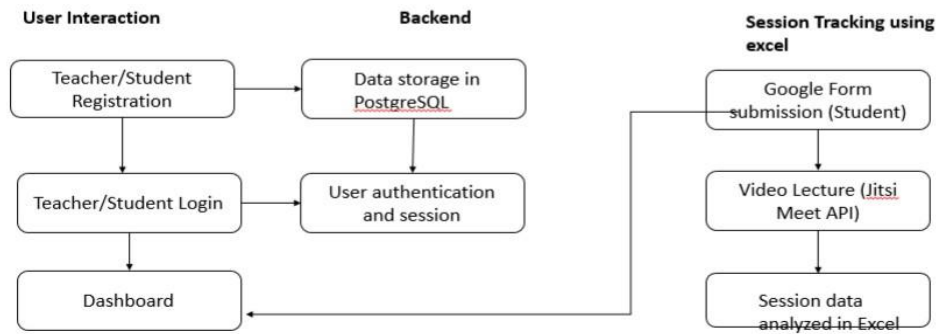 User Interaction
Backend
Session Tracking using
excel
Teacher/Student
Registration
Data storage in
PostgreSQL
Google Form
submission (Student)
Teacher/Student Login
User authentication
and session
Video Lecture (Jitsi
Meet API)
Dashboard
Session data
analyzed in Excel